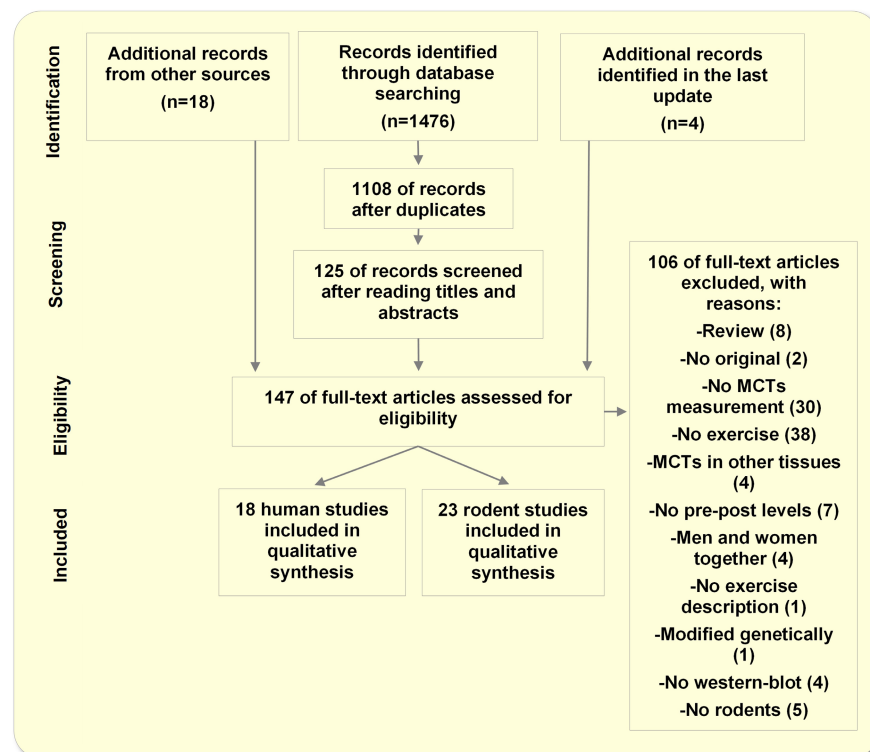 Identification
Additional records
from other sources
(n=18)
Records identified
through database
searching
(n=1476)
Additional records
identified in the last
update
(n=4)
1108 of records
after duplicates
Screening
125 of records screened
after reading titles and
abstracts
Eligibility
147 of full-text articles assessed for
eligibility
106 of full-text articles
excluded, with
reasons:
-Review (8)
-No original (2)
-No MCTs
measurement (30)
-No exercise (38)
-MCTs in other tissues
(4)
-No pre-post levels (7)
-Men and women
together (4)
-No exercise
description (1)
-Modified genetically
(1)
-No western-blot (4)
-No rodents (5)
Included
18 human studies
included in
qualitative
synthesis
23 rodent studies
included in
qualitative
synthesis